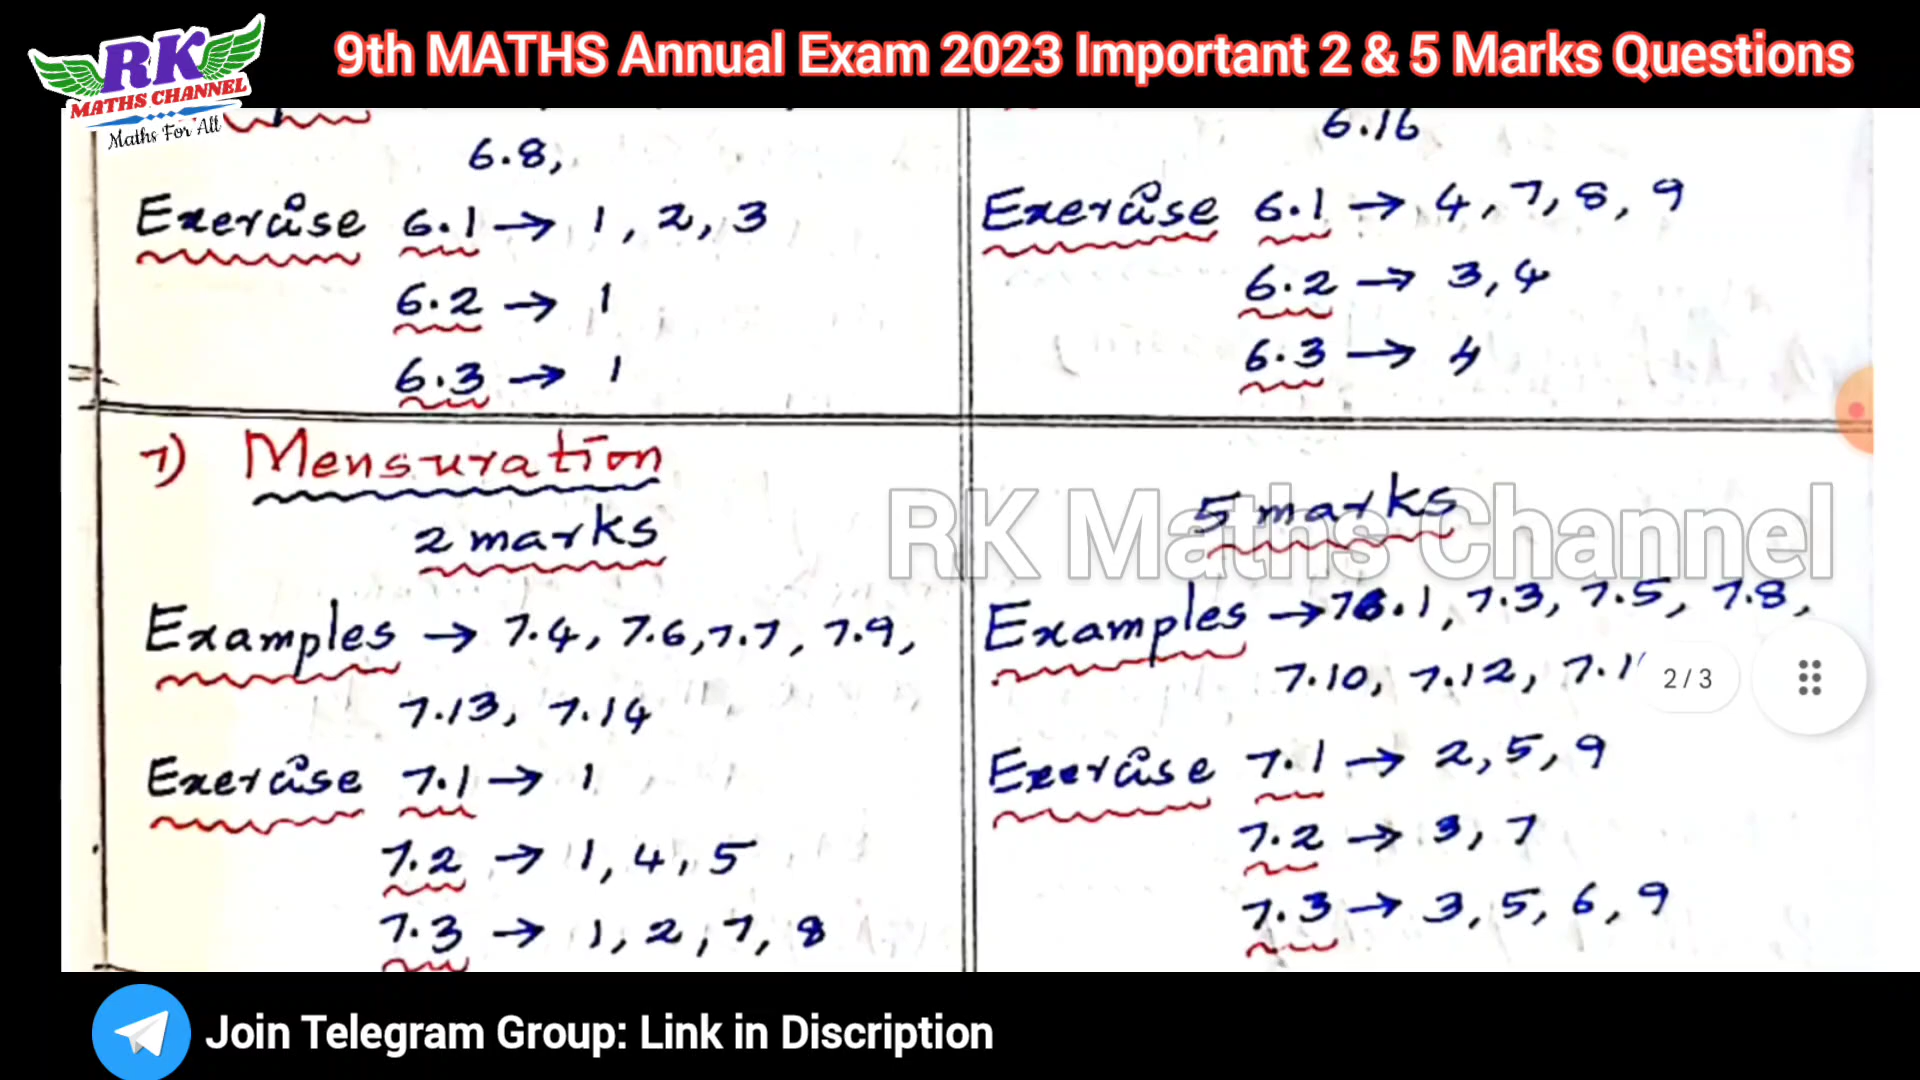 RK
MATHS CHANNEL
Maths For All
9th MATHS Annual Exam 2023 Important 2 & 5 Marks Questions
6.8,
Exercise 6.1 → 1, 2, 3
6.2 → 1
6.3 → 1
6.16
Exercise 6.1 → 4, 7, 8, 9
6.2 → 3, 4
6.3 → 4
7) Mensuration
2 marks
Examples → 7.4, 7.6, 7.7, 7.9,
7.13, 7.14
Exercise 7.1 → 1
7.2 → 1, 4, 5
7.3 → 1, 2, 7, 8
5 marks
RK Maths Channel
Examples → 7.1, 7.3, 7.5, 7.8,
7.10, 7.12,
2/3
Exercise 7.1 → 2, 5, 9
7.2 → 3, 7
7.3 → 3, 5, 6, 9
Join Telegram Group: Link in Discription